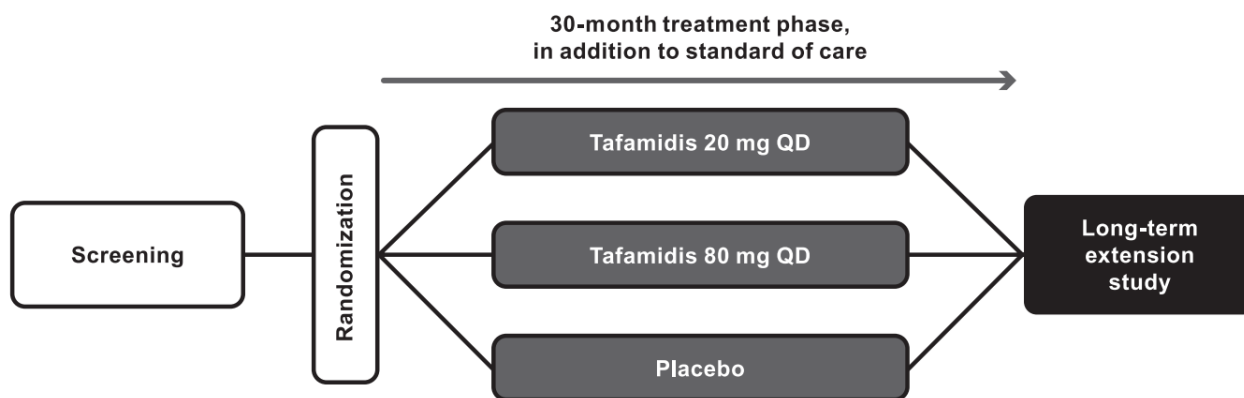 30-month treatment phase,
in addition to standard of care
Screening
Randomization
Tafamidis 20 mg QD
Tafamidis 80 mg QD
Placebo
Long-term
extension
study